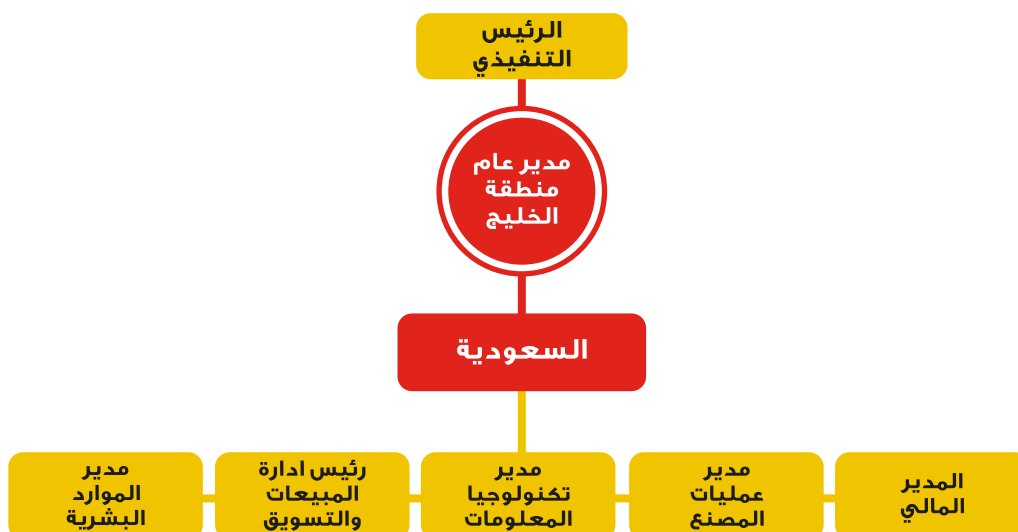 الرئيس
التنفيذي
مدير عام
منطقة
الخليج
السعودية
المدير
المالي
مدير
عمليات
المصنع
مدير
تكنولوجيا
المعلومات
رئيس ادارة
المبيعات
والتسويق
مدير
الموارد
البشرية